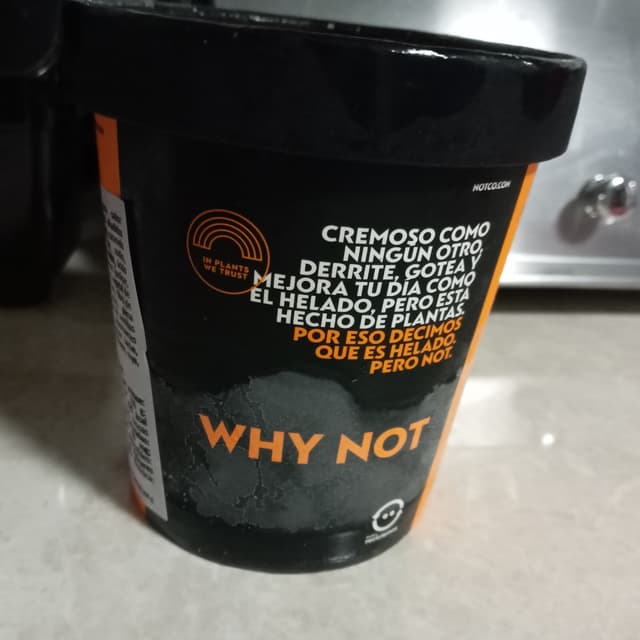 NOTCO.COM
IN PLANTS
WE TRUST
CREMOSO COMO
NINGÚN OTRO,
DERRITE, GOTEA Y
MEJORA TU DÍA COMO
EL HELADO, PERO ESTÁ
HECHO DE PLANTAS.
POR ESO DECIMOS
QUE ES HELADO.
PERO NOT.
WHY NOT